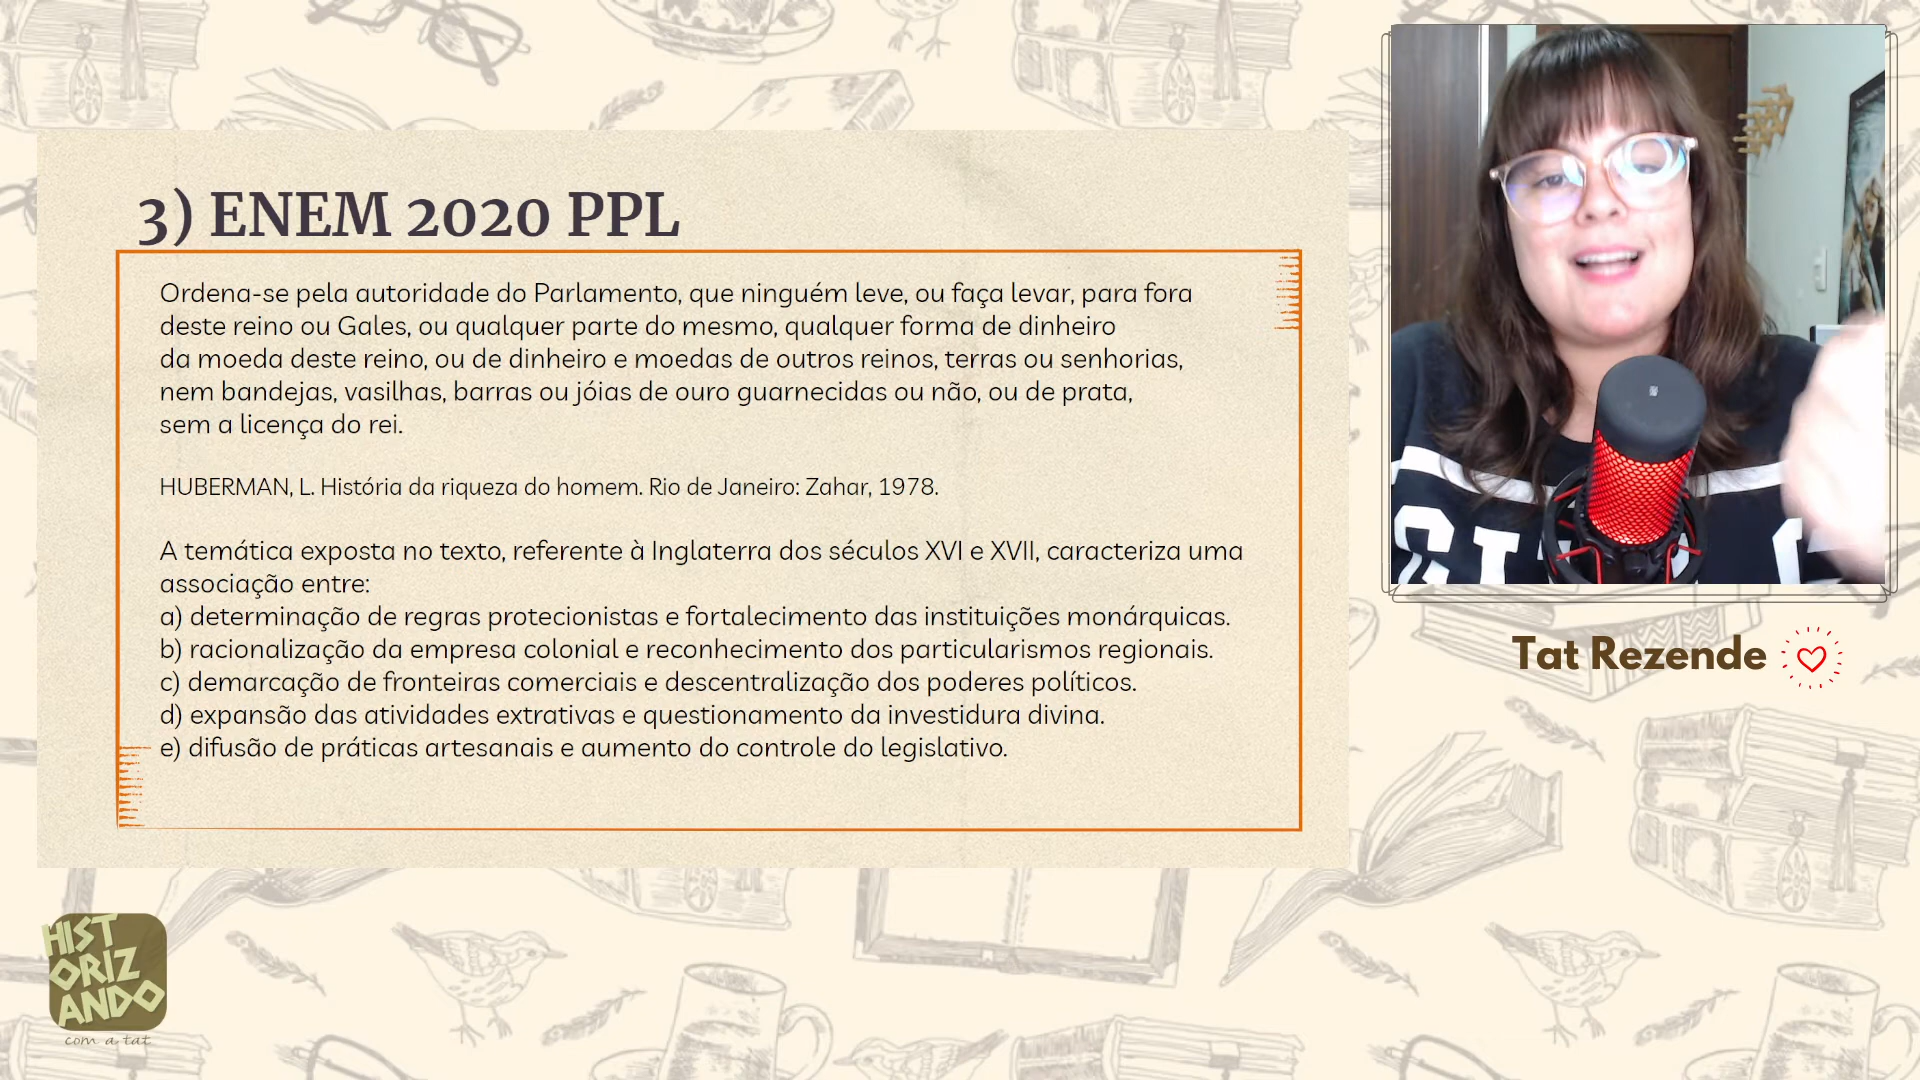 3) ENEM 2020 PPL
Ordena-se pela autoridade do Parlamento, que ninguém leve, ou faça levar, para fora
deste reino ou Gales, ou qualquer parte do mesmo, qualquer forma de dinheiro
da moeda deste reino, ou de dinheiro e moedas de outros reinos, terras ou senhorias,
nem bandejas, vasilhas, barras ou jóias de ouro guarnecidas ou não, ou de prata,
sem a licença do rei.
HUBERMAN, L. História da riqueza do homem. Rio de Janeiro: Zahar, 1978.
A temática exposta no texto, referente à Inglaterra dos séculos XVI e XVII, caracteriza uma
associação entre:
a) determinação de regras protecionistas e fortalecimento das instituições monárquicas.
b) racionalização da empresa colonial e reconhecimento dos particularismos regionais.
c) demarcação de fronteiras comerciais e descentralização dos poderes políticos.
d) expansão das atividades extrativas e questionamento da investidura divina.
e) difusão de práticas artesanais e aumento do controle do legislativo.
Tat Rezende
HIST
ORIZ
ANDO
com a tat